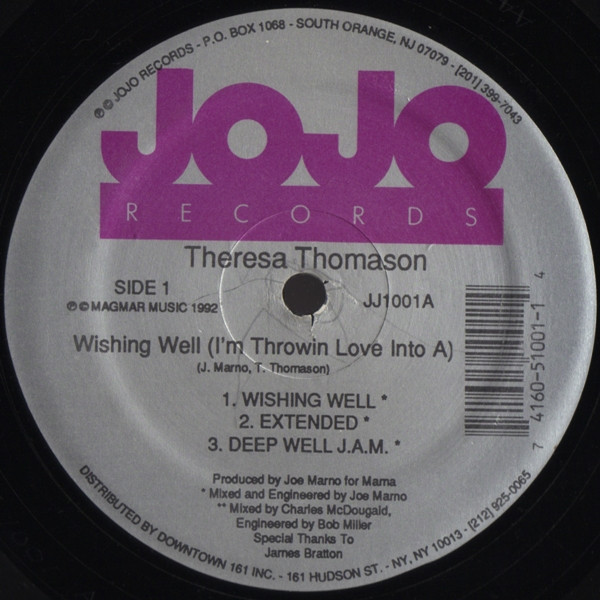 ℗ © JOJO RECORDS - P.O. BOX 1068 - SOUTH ORANGE, NJ 07079 - (201) 399-7043
JOJO
RECORDS
Theresa Thomason
SIDE 1
JJ1001A
℗ © MAGMAR MUSIC 1992
Wishing Well (I'm Throwin Love Into A)
(J. Marno, T. Thomason)
1. WISHING WELL *
2. EXTENDED *
3. DEEP WELL J.A.M. *
7 41160-51001-1 4
Produced by Joe Marno for Mama
* Mixed and Engineered by Joe Marno
** Mixed by Charles McDougald,
Engineered by Bob Miller
Special Thanks To
James Bratton
DISTRIBUTED BY DOWNTOWN 161 INC. - 161 HUDSON ST. - NY, NY 10013 - (212) 925-0065